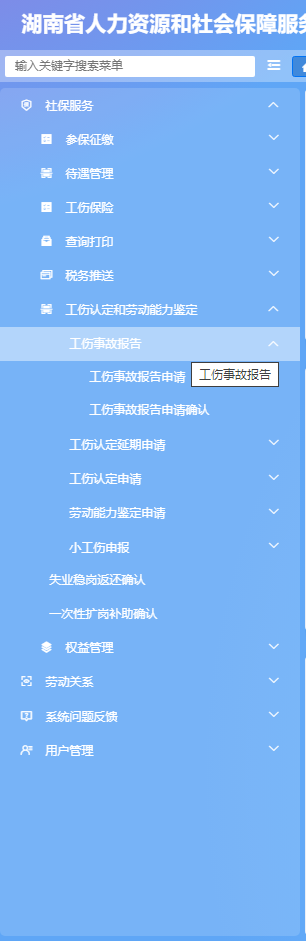 湖南省人力资源和社会保障服务
输入关键字搜索菜单
社保服务
参保征缴
待遇管理
工伤保险
查询打印
税务推送
工伤认定和劳动能力鉴定
工伤事故报告
工伤事故报告申请 工伤事故报告
工伤事故报告申请确认
工伤认定延期申请
工伤认定申请
劳动能力鉴定申请
小工伤申报
失业稳岗返还确认
一次性扩岗补助确认
权益管理
劳动关系
系统问题反馈
用户管理